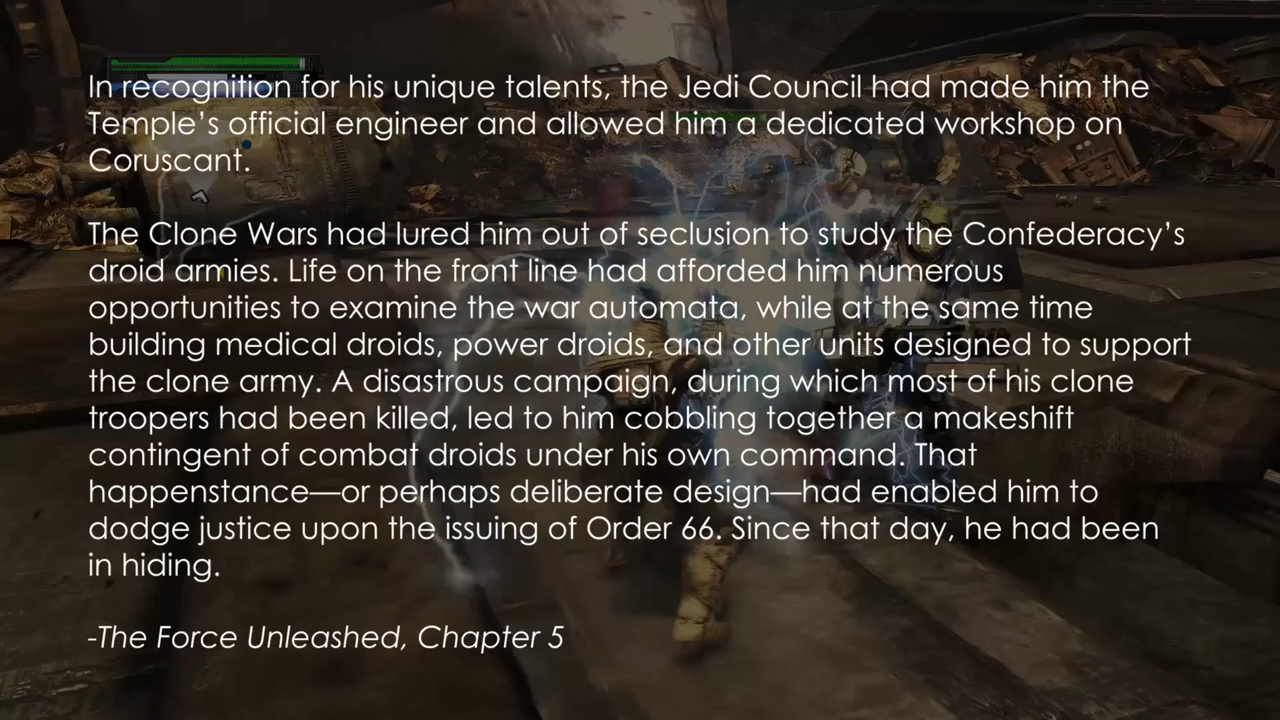 In recognition for his unique talents, the Jedi Council had made him the
Temple’s official engineer and allowed him a dedicated workshop on
Coruscant.
The Clone Wars had lured him out of seclusion to study the Confederacy’s
droid armies. Life on the front line had afforded him numerous
opportunities to examine the war automata, while at the same time
building medical droids, power droids, and other units designed to support
the clone army. A disastrous campaign, during which most of his clone
troopers had been killed, led to him cobbling together a makeshift
contingent of combat droids under his own command. That
happenstance—or perhaps deliberate design—had enabled him to
dodge justice upon the issuing of Order 66. Since that day, he had been
in hiding.
-The Force Unleashed, Chapter 5